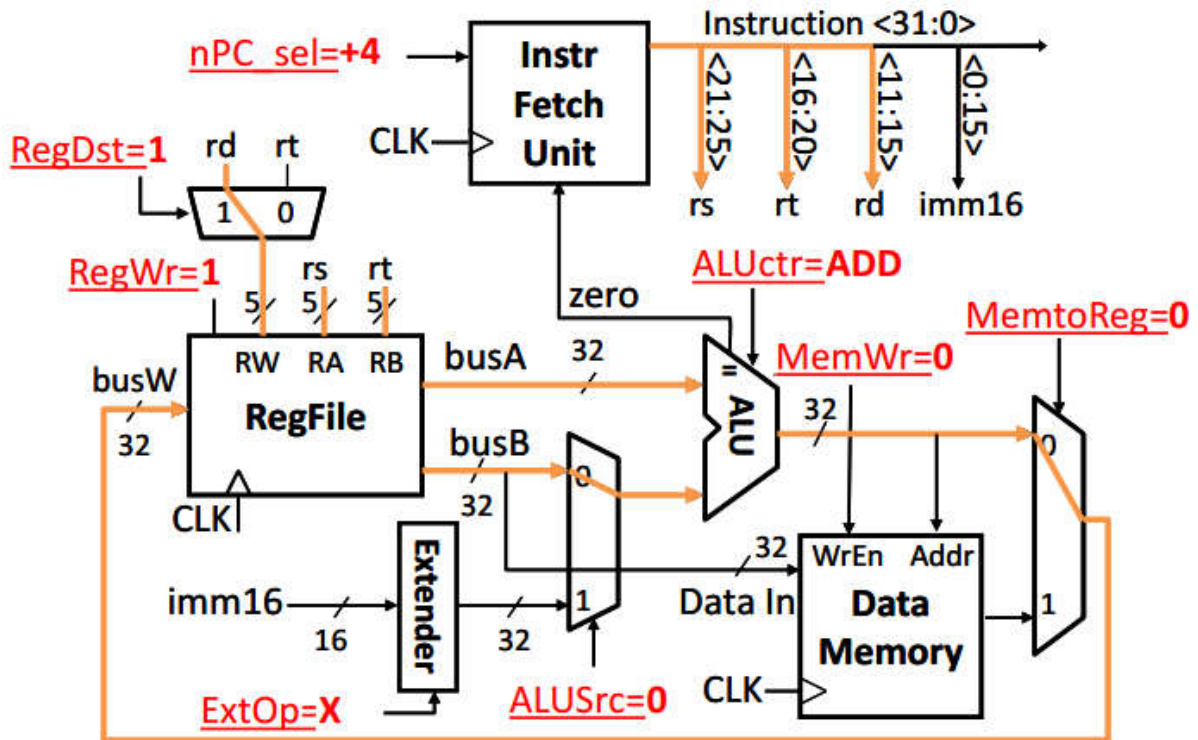 Instruction <31:0>
nPC_sel=+4
Instr
Fetch
Unit
CLK
<21:25>
<16:20>
<11:15>
<0:15>
rs
rt
rd
imm16
RegDst=1
rd
rt
1
0
RegWr=1
rs
rt
5
5
5
zero
ALUctr=ADD
MemtoReg=0
MemWr=0
RW
RA
RB
busW
32
RegFile
CLK
busA
32
busB
32
=
ALU
32
0
1
0
1
imm16
16
Extender
32
ExtOp=X
ALUSrc=0
32
Data In
WrEn
Addr
Data
Memory
CLK